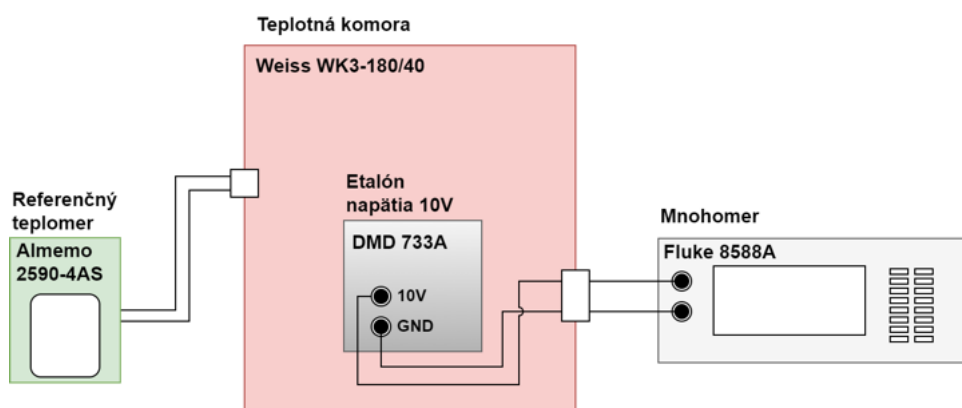 Teplotná komora
Weiss WK3-180/40
Referenčný
teplomer
Almemo
2590-4AS
Etalón
napätia 10V
DMD 733A
10V
GND
Mnohomer
Fluke 8588A